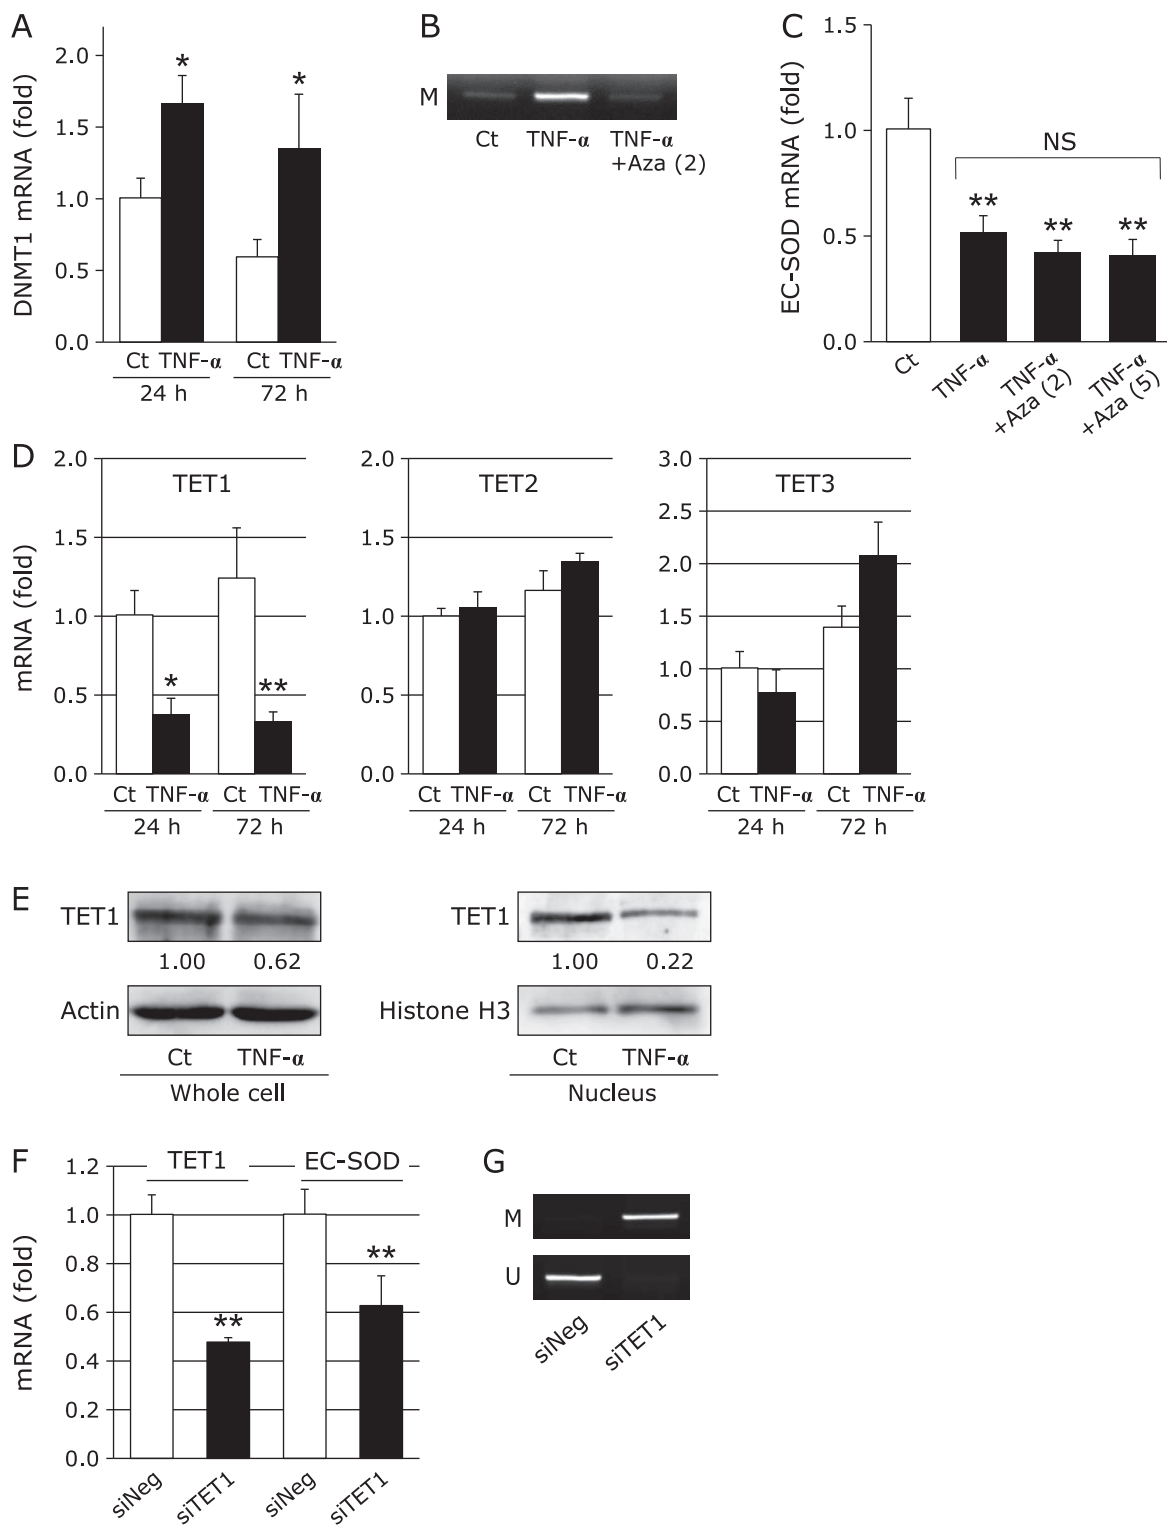 A
DNMT1 mRNA (fold)
2.0
1.5
1.0
0.5
0.0
* *
Ct TNF-α Ct TNF-α
24 h 72 h
B
M
Ct TNF-α TNF-α
+Aza (2)
C
EC-SOD mRNA (fold)
1.5
1.0
0.5
0.0
NS
** ** **
Ct
TNF-α
TNF-α
+Aza (2)
TNF-α
+Aza (5)
D
mRNA (fold)
TET1
2.0
1.5
1.0
0.5
0.0
* **
Ct TNF-α Ct TNF-α
24 h 72 h
TET2
2.0
1.5
1.0
0.5
0.0
Ct TNF-α Ct TNF-α
24 h 72 h
TET3
3.0
2.5
2.0
1.5
1.0
0.5
0.0
Ct TNF-α Ct TNF-α
24 h 72 h
E
TET1
1.00 0.62
Actin
Ct TNF-α
Whole cell
TET1
1.00 0.22
Histone H3
Ct TNF-α
Nucleus
F
mRNA (fold)
TET1 EC-SOD
1.2
1.0
0.8
0.6
0.4
0.2
0.0
** **
siNeg siTET1 siNeg siTET1
G
M
U
siNeg siTET1